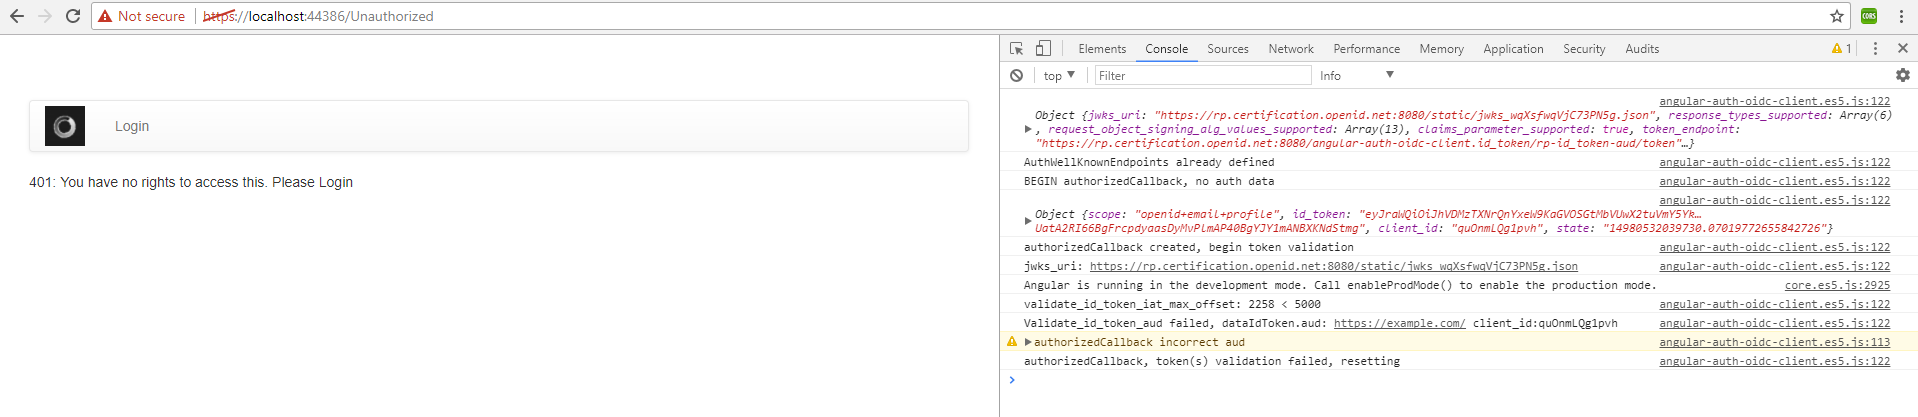 Not secure https://localhost:44386/Unauthorized
CORS
Elements Console Sources Network Performance Memory Application Security Audits 1
top Filter Info
Login
401: You have no rights to access this. Please Login
angular-auth-oidc-client.es5.js:122
Object {jwks_uri: "https://rp.certification.openid.net:8080/static/jwks_wqXsfwqVjC73PN5g.json", response_types_supported: Array(6)
, request_object_signing_alg_values_supported: Array(13), claims_parameter_supported: true, token_endpoint:
"https://rp.certification.openid.net:8080/angular-auth-oidc-client.id_token/rp-id_token-aud/token"…}
AuthWellKnownEndpoints already defined angular-auth-oidc-client.es5.js:122
BEGIN authorizedCallback, no auth data angular-auth-oidc-client.es5.js:122
angular-auth-oidc-client.es5.js:122
Object {scope: "openid+email+profile", id_token: "eyJraWQiOiJhVDMzTXNrQnYxeW9KaGVOSGtMbVUwX2tuVmY5Yk…
UatA2RI66BgFrcpdyaasDyMvPlmAP40BgYJY1mANBXKNdStmg", client_id: "quOnmLQg1pvh", state: "14980532059730.07019772655842726"}
authorizedCallback created, begin token validation angular-auth-oidc-client.es5.js:122
jwks_uri: https://rp.certification.openid.net:8080/static/jwks_wqXsfwqVjC73PN5g.json angular-auth-oidc-client.es5.js:122
Angular is running in the development mode. Call enableProdMode() to enable the production mode. core.es5.js:2925
validate_id_token_iat_max_offset: 2258 < 5000 angular-auth-oidc-client.es5.js:122
Validate_id_token_aud failed, dataIdToken.aud: https://example.com/ client_id:quOnmLQg1pvh angular-auth-oidc-client.es5.js:122
authorizedCallback incorrect aud angular-auth-oidc-client.es5.js:113
authorizedCallback, token(s) validation failed, resetting angular-auth-oidc-client.es5.js:122